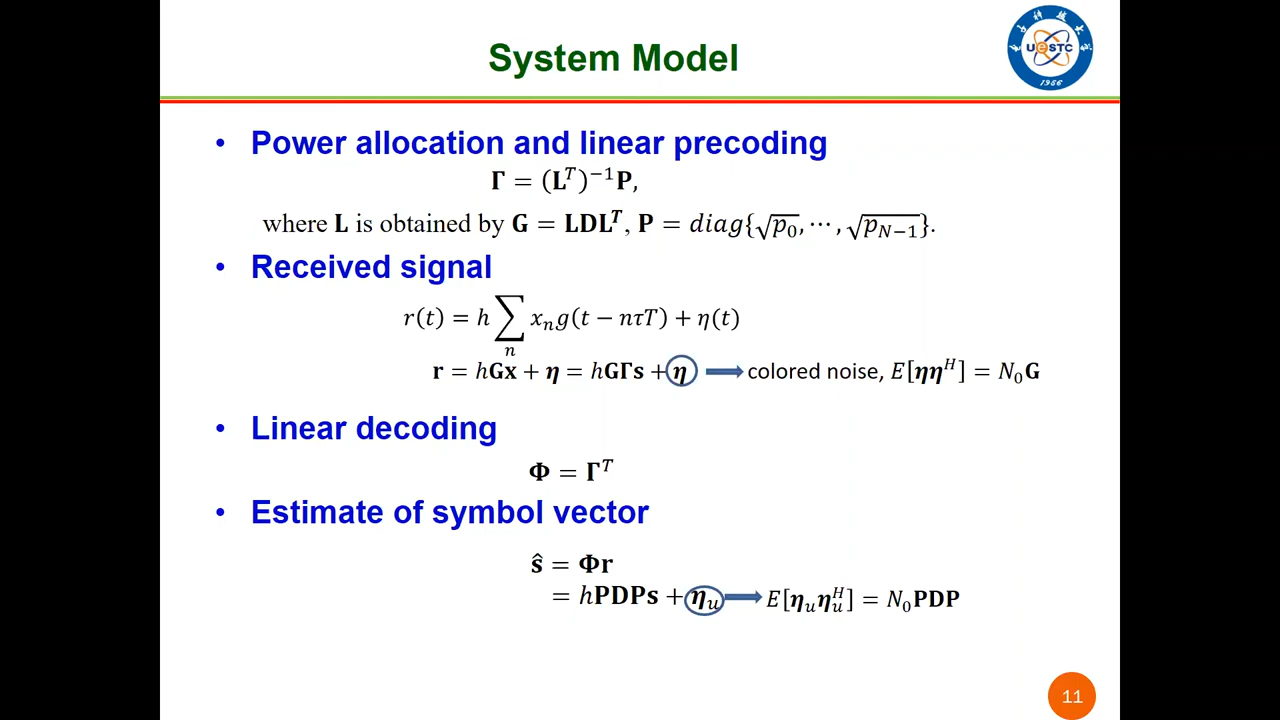 System Model
UESTC
1956
• Power allocation and linear precoding
𝚪 = (𝐋^T)^{−1}𝐏,
where 𝐋 is obtained by 𝐆 = 𝐋𝐃𝐋^T, 𝐏 = diag{√p_0, ⋯, √p_{N−1}}.
• Received signal
r(t) = h ∑_n x_n g(t − nτT) + η(t)
𝐫 = h𝐆𝐱 + 𝛈 = h𝐆𝚪𝐬 + 𝛈 colored noise, E[𝛈𝛈^H] = N_0𝐆
• Linear decoding
𝚽 = 𝚪^T
• Estimate of symbol vector
ŝ = 𝚽𝐫
= h𝐏𝐃𝐏𝐬 + 𝛈_u E[𝛈_u𝛈_u^H] = N_0𝐏𝐃𝐏
11